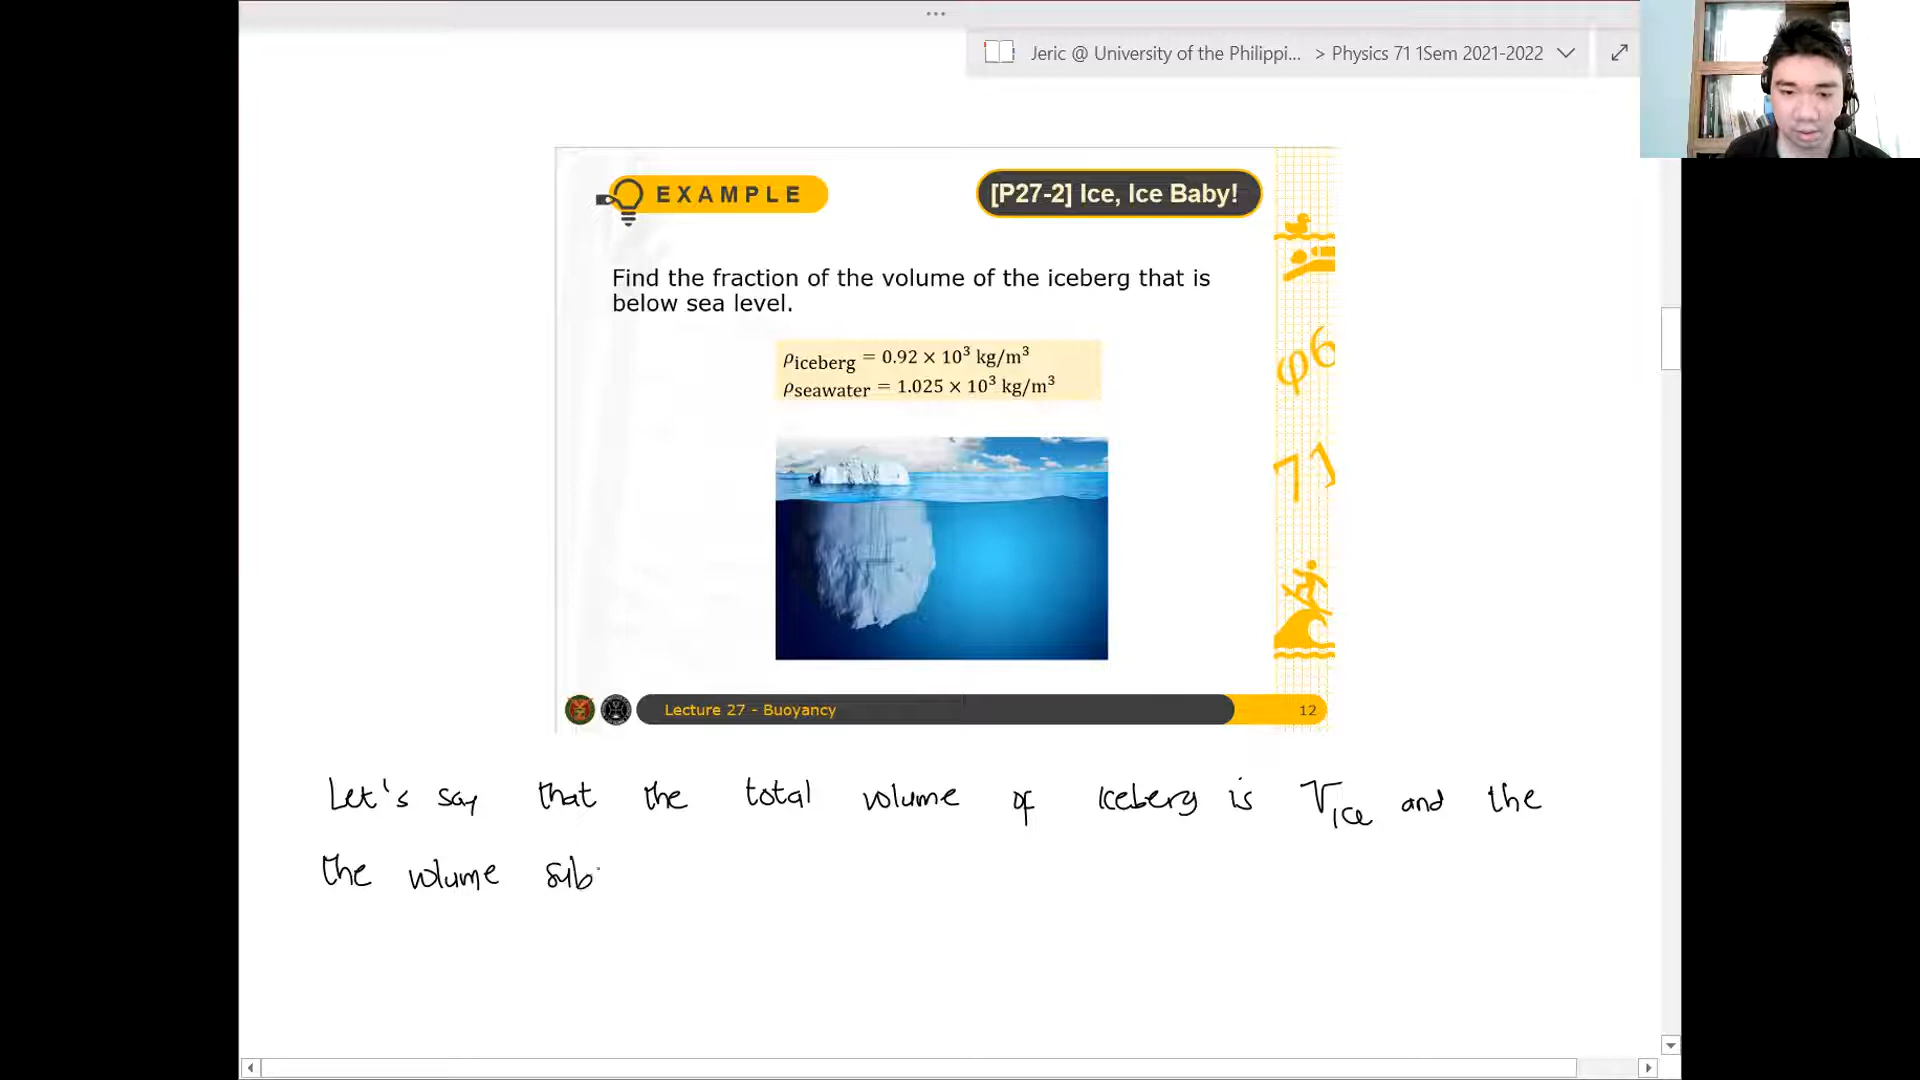 ...
Jeric @ University of the Philippi... > Physics 71 1Sem 2021-2022
EXAMPLE
[P27-2] Ice, Ice Baby!
Find the fraction of the volume of the iceberg that is
below sea level.
ρiceberg = 0.92 × 10³ kg/m³
ρseawater = 1.025 × 10³ kg/m³
φ6
71
Lecture 27 - Buoyancy
12
Let's say that the total volume of Iceberg is Vice and the
the volume sub